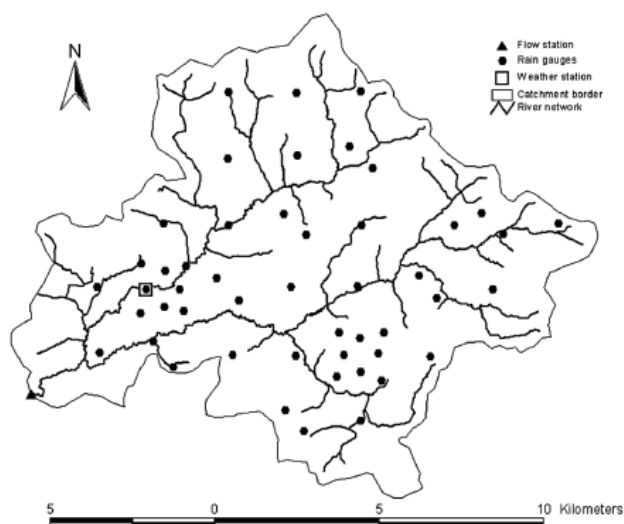 N
Flow station
Rain gauges
Weather station
Catchment border
River network
5 0 5 10 Kilometers